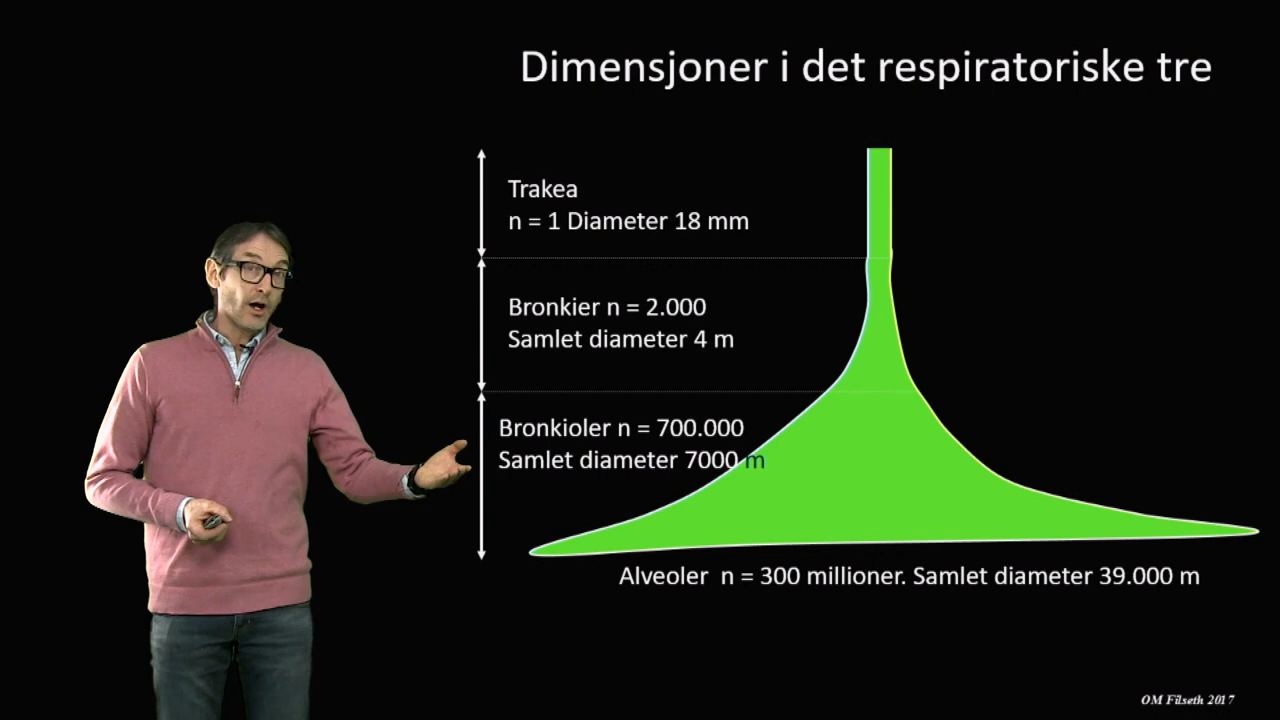 Dimensjoner i det respiratoriske tre
Trakea
n = 1 Diameter 18 mm
Bronkier n = 2.000
Samlet diameter 4 m
Bronkioler n = 700.000
Samlet diameter 7000 m
Alveoler n = 300 millioner. Samlet diameter 39.000 m
OM Filseth 2017